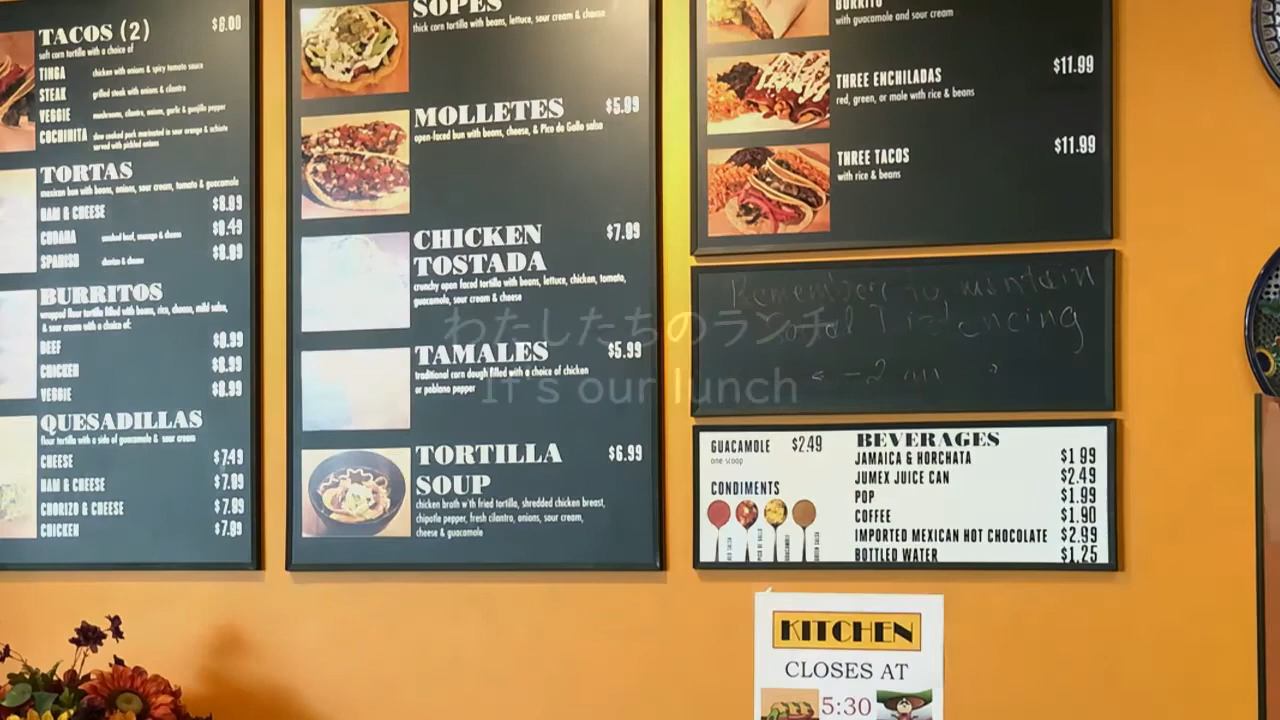 TACOS (2) $6.00
soft corn tortilla with a choice of
TINGA chicken with onions & spicy tomato sauce
STEAK grilled steak with onions & cilantro
VEGGIE mushrooms, cilantro, onions, garlic & guajillo pepper
COCHINITA slow cooked pork marinated in sour orange & achiote
served with pickled onions
TORTAS
mexican bun with beans, onions, sour cream, tomato & guacamole
HAM & CHEESE $8.89
CUBANA smoked beef, sausage & cheese $8.49
SPANISH chorizo & cheese $8.89
BURRITOS
wrapped flour tortilla filled with beans, rice, cheese, mild salsa,
& sour cream with a choice of:
BEEF $8.99
CHICKEN $8.99
VEGGIE $8.99
QUESADILLAS
flour tortilla with a side of guacamole & sour cream
CHEESE $7.49
HAM & CHEESE $7.89
CHORIZO & CHEESE $7.89
CHICKEN $7.89
SOPES
thick corn tortilla with beans, lettuce, sour cream & cheese
MOLLETES $5.99
open-faced bun with beans, cheese, & Pico de Gallo salsa
CHICKEN $7.99
TOSTADA
crunchy open faced tortilla with beans, lettuce, chicken, tomato,
guacamole, sour cream & cheese
TAMALES $5.99
traditional corn dough filled with a choice of chicken
or poblano pepper
TORTILLA $6.99
SOUP
chicken broth with fried tortilla, shredded chicken breast,
chipotle pepper, fresh cilantro, onions, sour cream,
cheese & guacamole
BURRITO
with guacamole and sour cream
THREE ENCHILADAS $11.99
red, green, or mole with rice & beans
THREE TACOS $11.99
with rice & beans
Remember to maintain
Social Distencing
-2 m
わたしたちのランチ
It's our lunch
GUACAMOLE $2.49
one scoop
CONDIMENTS
BEVERAGES
JAMAICA & HORCHATA $1.99
JUMEX JUICE CAN $2.49
POP $1.99
COFFEE $1.90
IMPORTED MEXICAN HOT CHOCOLATE $2.99
BOTTLED WATER $1.25
KITCHEN
CLOSES AT
5:30